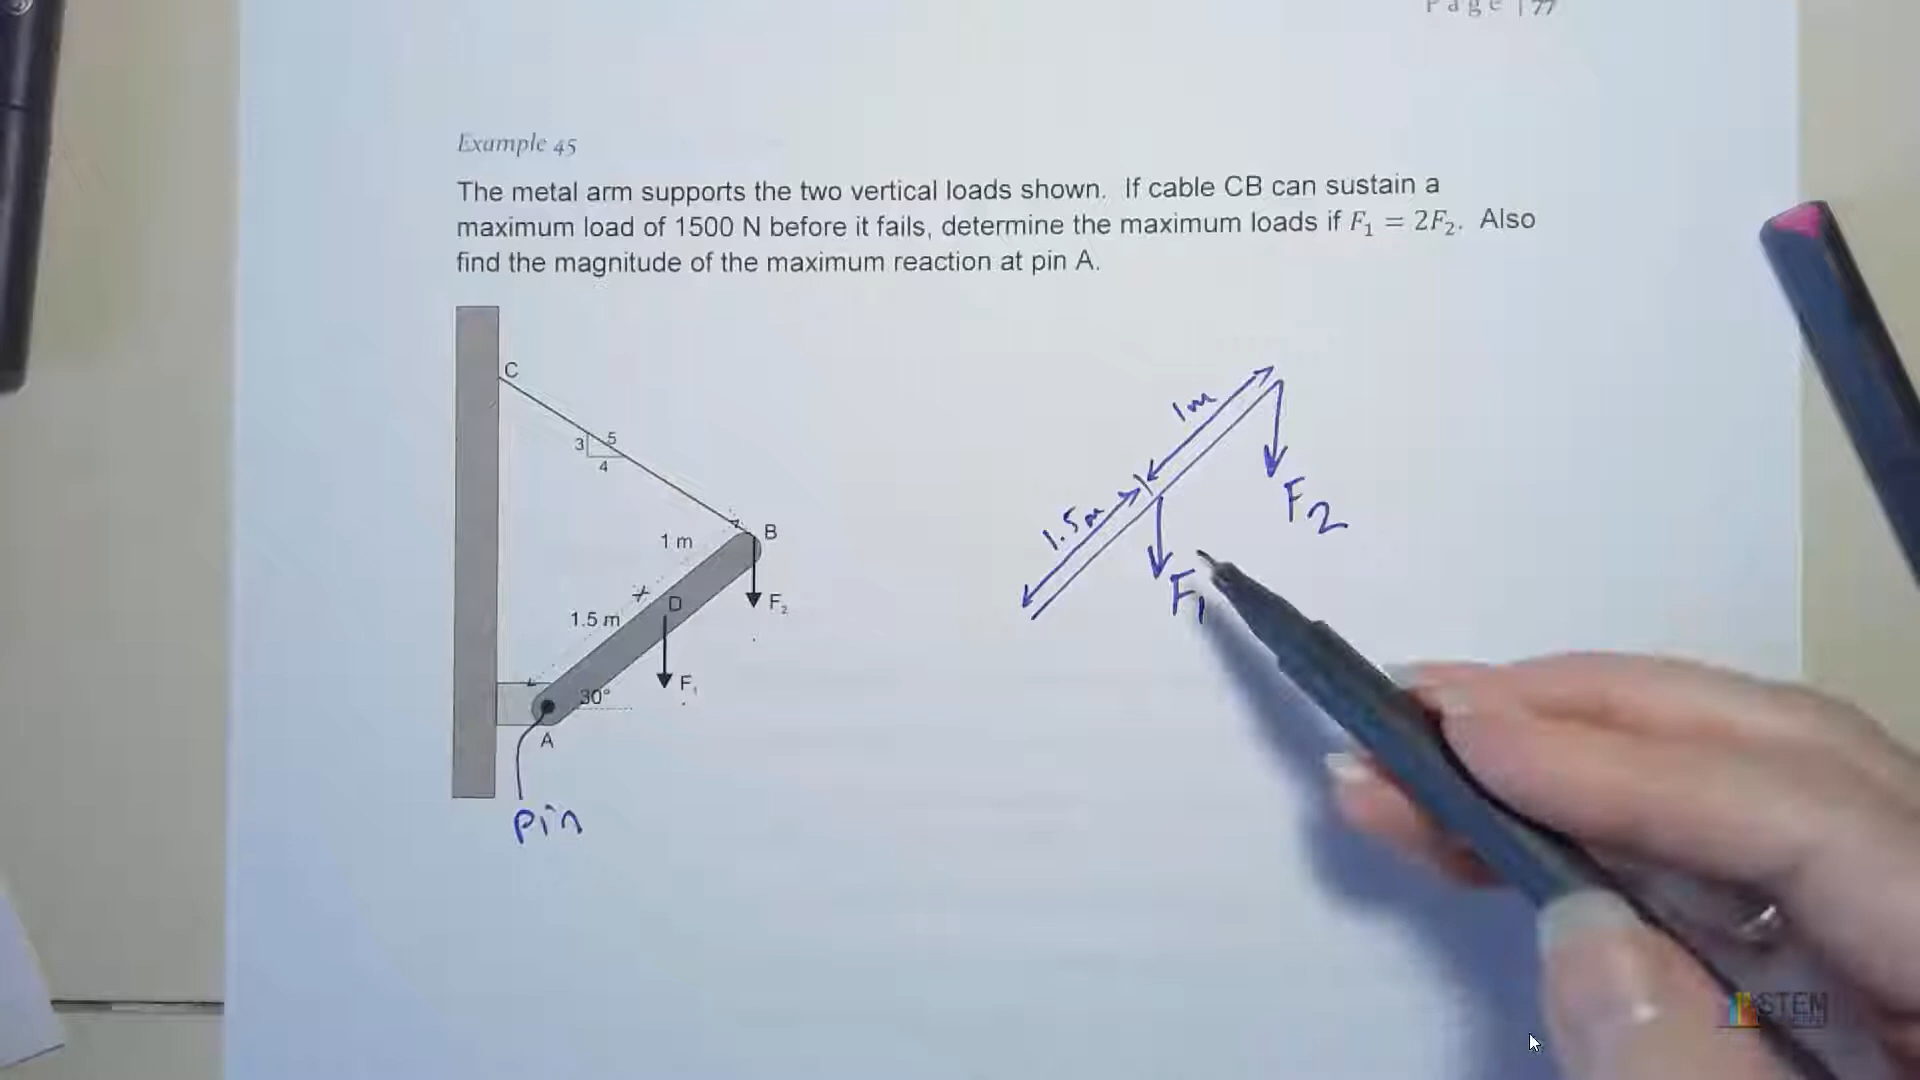 Page | 77
Example 45
The metal arm supports the two vertical loads shown. If cable CB can sustain a
maximum load of 1500 N before it fails, determine the maximum loads if F₁ = 2F₂. Also
find the magnitude of the maximum reaction at pin A.
C
3
5
4
B
1 m
D
F₂
1.5 m
F₁
30°
A
pin
1m
1.5m
F₂
F₁
STEM